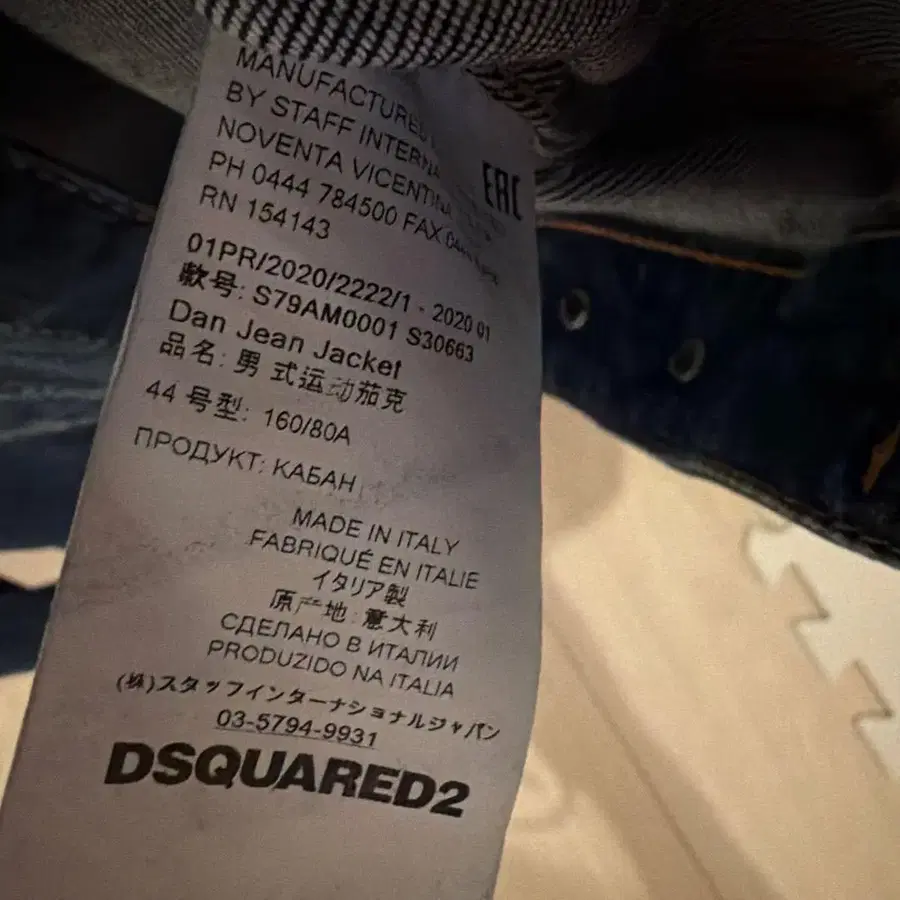 MANUFACTURED
BY STAFF
NOVENTA VICENTINA
PH 0444 784500 FAX
EAC
RN 154143
01PR/2020/2222/1 - 2020 01
款号: S79AM0001 S30663
Dan Jean Jacket
品名: 男 式运动茄克
44 号型: 160/80A
ПРОДУКТ: КАБАН
MADE IN ITALY
FABRIQUÉ EN ITALIE
イタリア製
原产地: 意大利
СДЕЛАНО В ИТАЛИИ
PRODUZIDO NA ITALIA
(株)スタッフインターナショナルジャパン
03-5794-9931
DSQUARED2